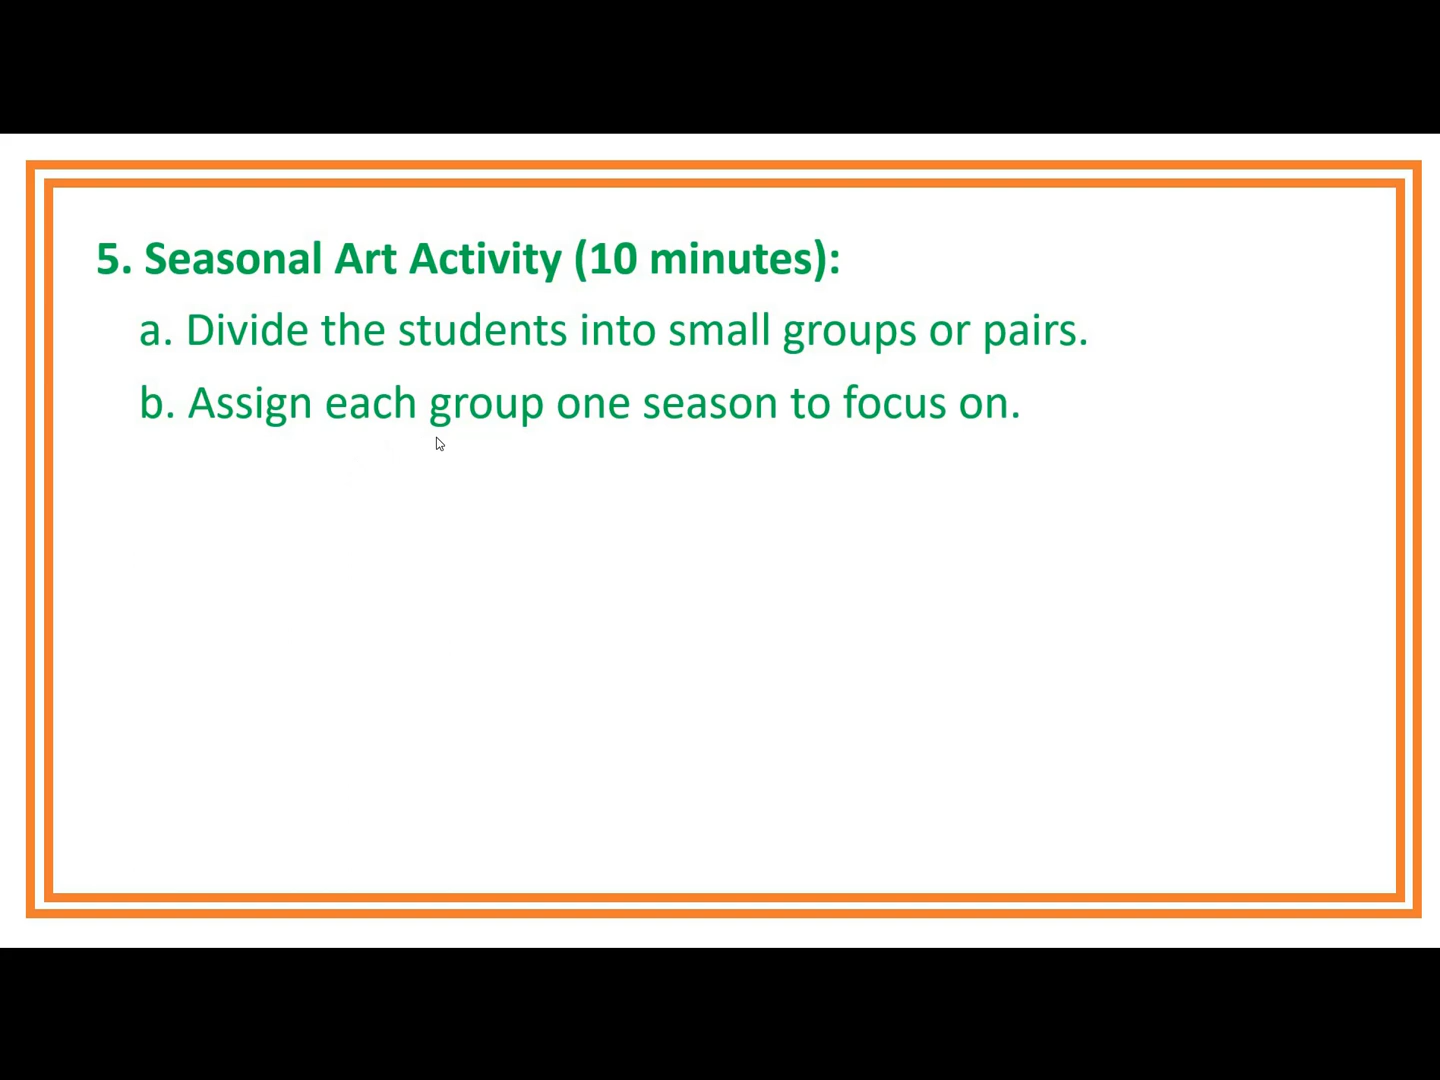 5. Seasonal Art Activity (10 minutes):
a. Divide the students into small groups or pairs.
b. Assign each group one season to focus on.